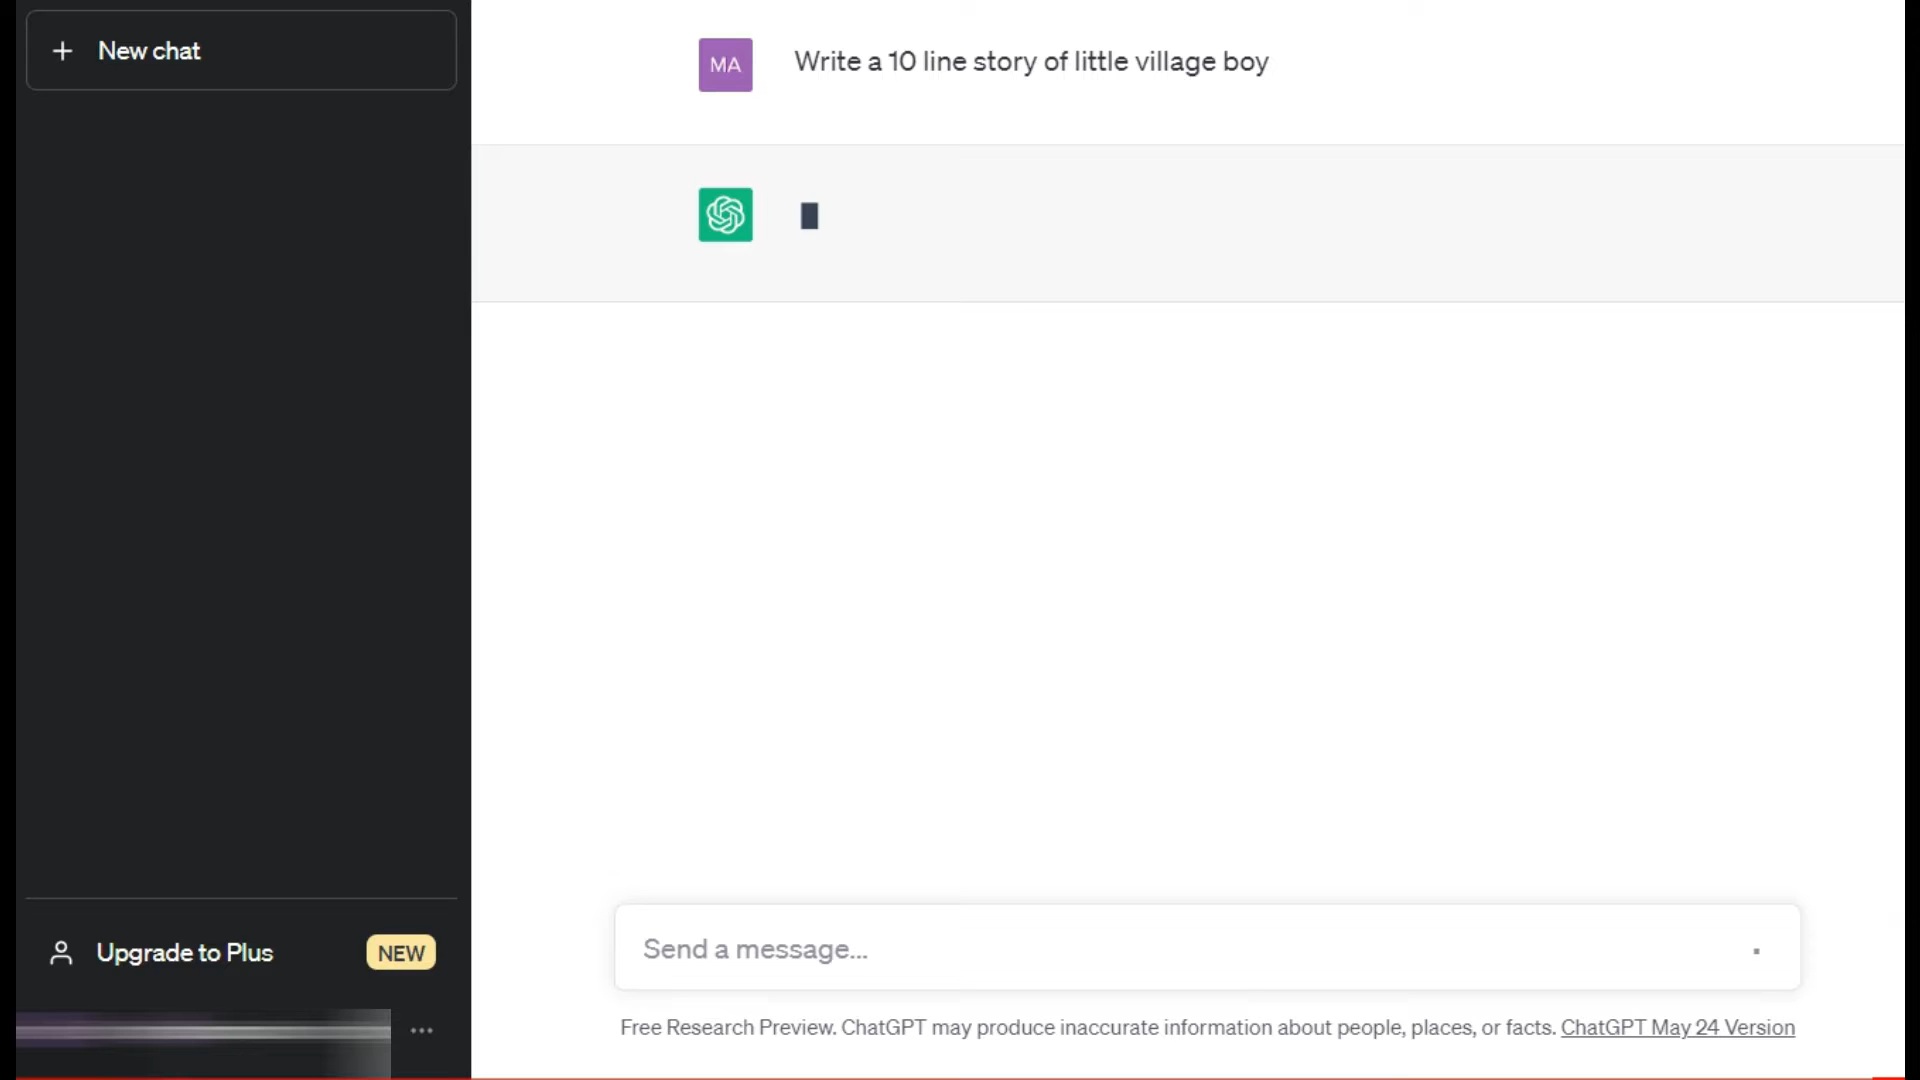 New chat
MA
Write a 10 line story of little village boy
Upgrade to Plus
NEW
Send a message...
Free Research Preview. ChatGPT may produce inaccurate information about people, places, or facts. ChatGPT May 24 Version